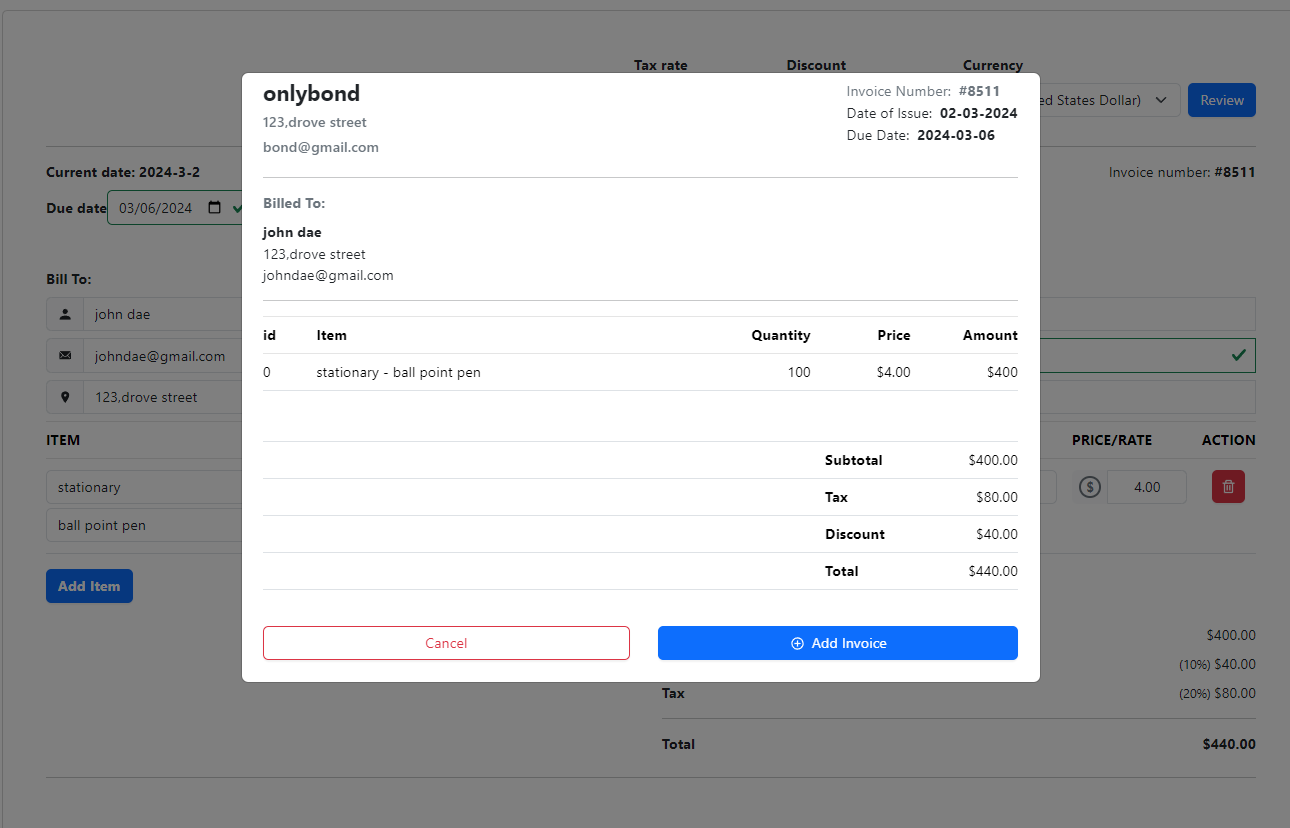 Tax rate Discount Currency
ed States Dollar) Review
Current date: 2024-3-2 Invoice number: #8511
Due date 03/06/2024
Bill To:
john dae
johndae@gmail.com
123,drove street
ITEM PRICE/RATE ACTION
stationary 4.00
ball point pen
Add Item
$400.00
(10%) $40.00
Tax (20%) $80.00
Total $440.00
onlybond
123,drove street
bond@gmail.com
Invoice Number: #8511
Date of Issue: 02-03-2024
Due Date: 2024-03-06
Billed To:
john dae
123,drove street
johndae@gmail.com
id Item Quantity Price Amount
0 stationary - ball point pen 100 $4.00 $400
Subtotal $400.00
Tax $80.00
Discount $40.00
Total $440.00
Cancel Add Invoice